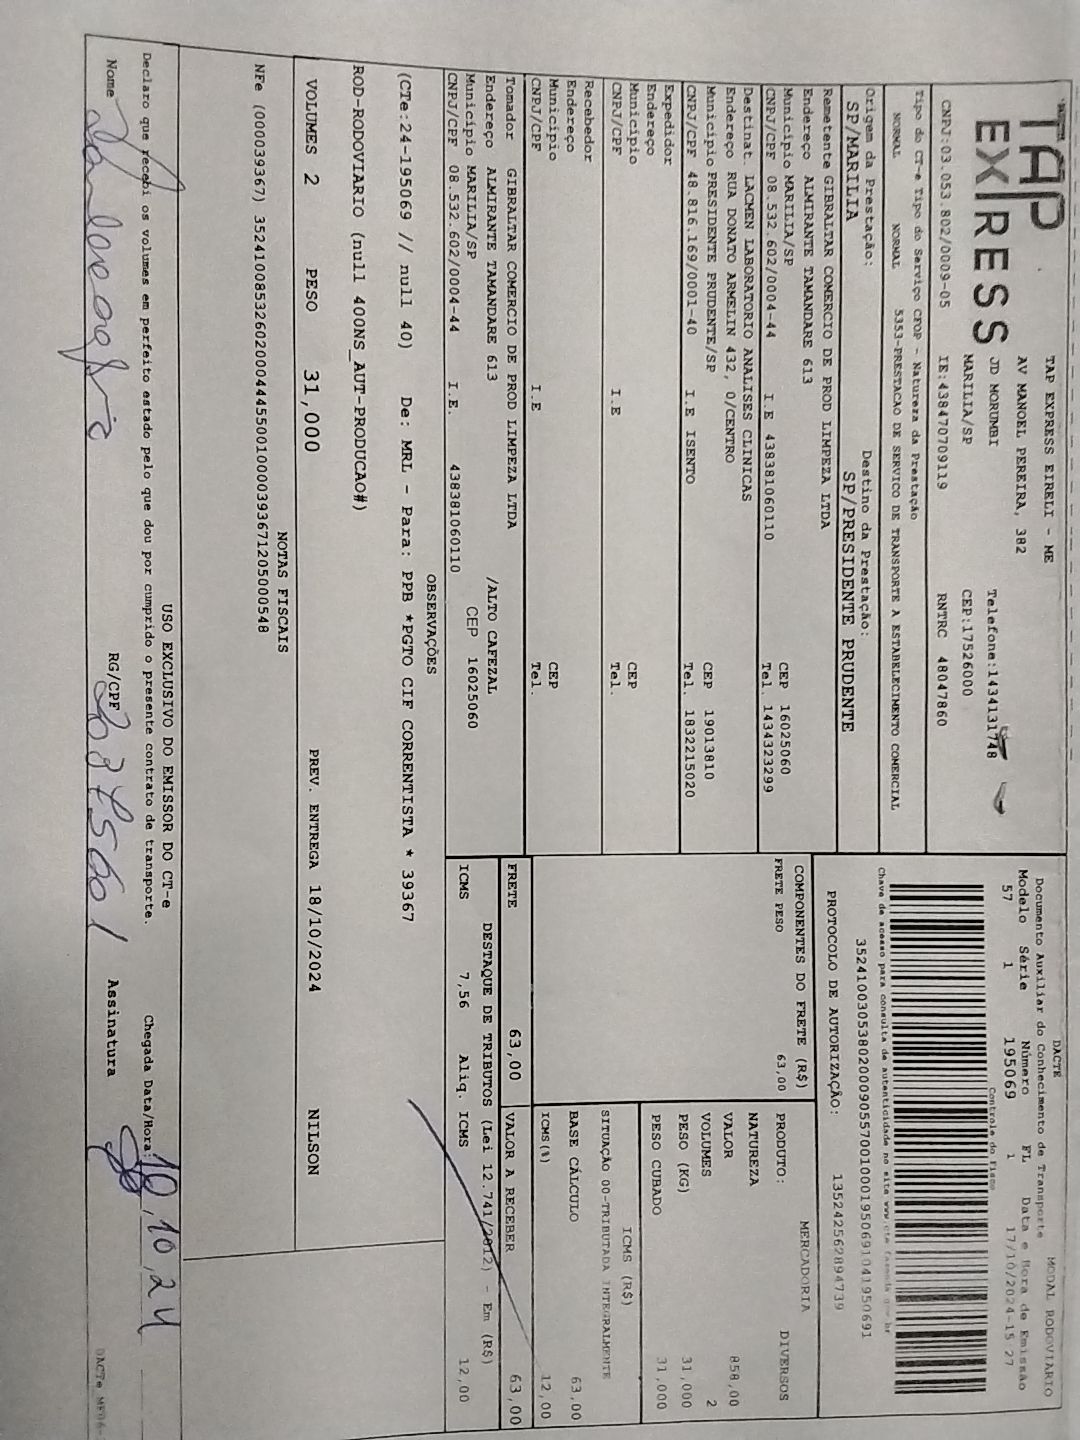 TAP
EXPRESS
TAP EXPRESS EIRELI - ME
AV MANOEL PEREIRA, 382
JD MORUMBI Telefone:1434131748
MARILIA/SP CEP:17526000
CNPJ:03.053.802/0009-05 IE:438470709119 RNTRC 48047860
DACTE MODAL RODOVIARIO
Documento Auxiliar do Conhecimento de Transporte
Modelo Série Número FL Data e Hora de Emissão
57 1 195069 1 17/10/2024-15 27
Controle do Fisco
Chave de acesso para consulta de autenticidade no site www.cte fazenda gov br
35241003053802000905570010001950691041950691
PROTOCOLO DE AUTORIZAÇÃO: 135242562894739
Tipo do CT-e Tipo do Serviço CFOP - Natureza da Prestação
NORMAL NORMAL 5353-PRESTACAO DE SERVICO DE TRANSPORTE A ESTABELECIMENTO COMERCIAL
Origem da Prestação: Destino da Prestação:
SP/MARILIA SP/PRESIDENTE PRUDENTE
Remetente GIBRALTAR COMERCIO DE PROD LIMPEZA LTDA
Endereço ALMIRANTE TAMANDARE 613
Município MARILIA/SP CEP 16025060
CNPJ/CPF 08.532.602/0004-44 I.E 438381060110 Tel. 1434323299
Destinat. LACMEN LABORATORIO ANALISES CLINICAS
Endereço RUA DONATO ARMELIN 432, 0/CENTRO
Município PRESIDENTE PRUDENTE/SP CEP 19013810
CNPJ/CPF 48.816.169/0001-40 I.E ISENTO Tel. 1832215020
Expedidor
Endereço
Município CEP
CNPJ/CPF I.E Tel.
Recebedor
Endereço
Município CEP
CNPJ/CPF I.E Tel.
Tomador GIBRALTAR COMERCIO DE PROD LIMPEZA LTDA
Endereço ALMIRANTE TAMANDARE 613 /ALTO CAFEZAL
Município MARILIA/SP CEP 16025060
CNPJ/CPF 08.532.602/0004-44 I.E. 438381060110
COMPONENTES DO FRETE (R$)
FRETE PESO 63,00
PRODUTO: MERCADORIA DIVERSOS
NATUREZA
VALOR 858,00
VOLUMES 2
PESO (KG) 31,000
PESO CUBADO 31,000
ICMS (R$)
SITUAÇÃO 00-TRIBUTADA INTEGRALMENTE
BASE CÁLCULO 63,00
ICMS(%) 12,00
FRETE 63,00 VALOR A RECEBER 63,00
DESTAQUE DE TRIBUTOS (Lei 12.741/2012) - Em (R$)
ICMS 7,56 Aliq. ICMS 12,00
OBSERVAÇÕES
(CTe:24-195069 // null 40) De: MRL - Para: PPB *PGTO CIF CORRENTISTA * 39367
ROD-RODOVIARIO (null 400NS_AUT-PRODUCAO#)
VOLUMES 2 PESO 31,000 PREV. ENTREGA 18/10/2024 NILSON
NOTAS FISCAIS
NFe (000039367) 35241008532602000444550010000393671205000548
USO EXCLUSIVO DO EMISSOR DO CT-e
Declaro que recebi os volumes em perfeito estado pelo que dou por cumprido o presente contrato de transporte. Chegada Data/Hora:
Nome RG/CPF Assinatura